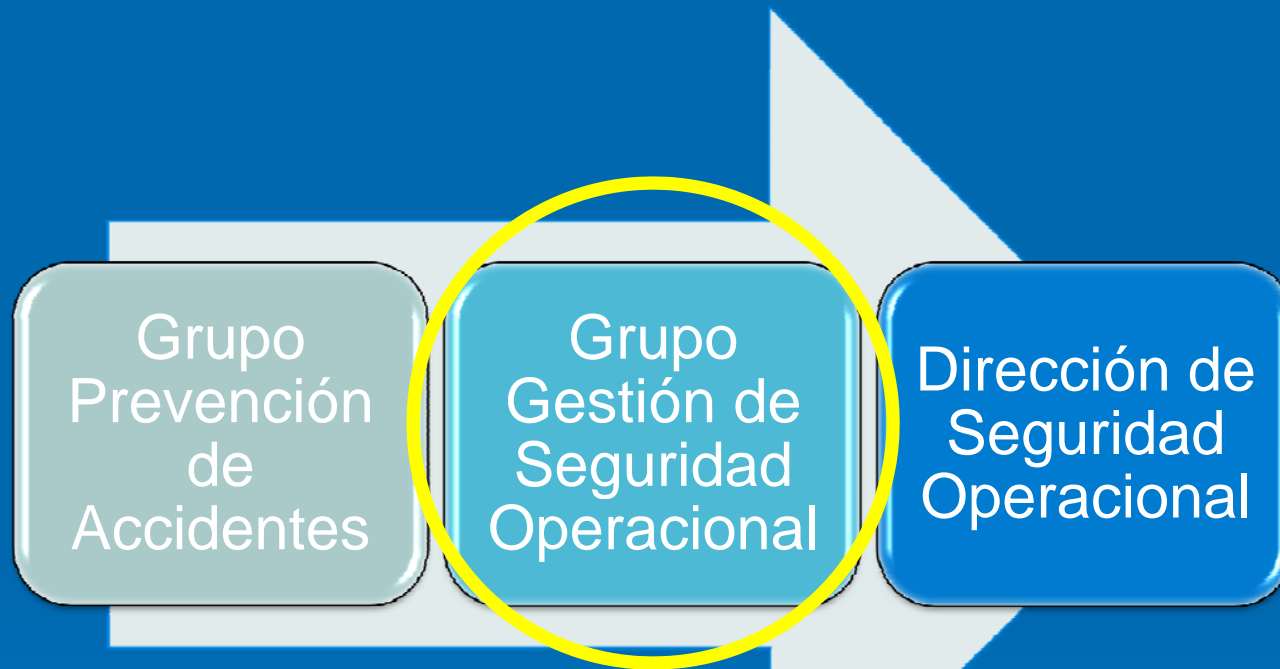 Grupo
Prevención
de
Accidentes
Grupo
Gestión de
Seguridad
Operacional
Dirección de
Seguridad
Operacional